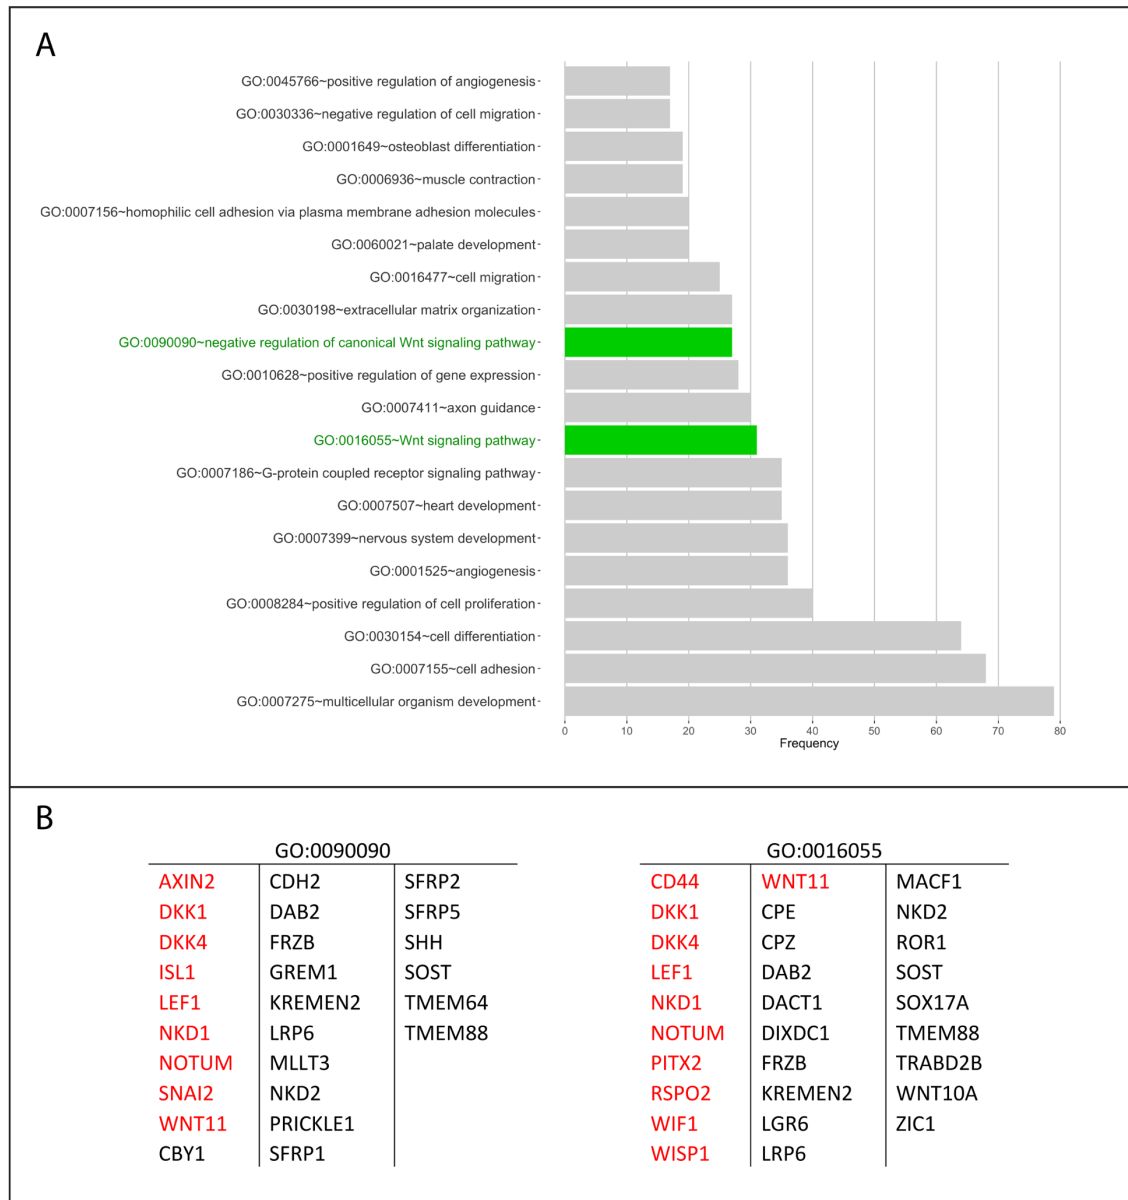 A
GO:0045766~positive regulation of angiogenesis
GO:0030336~negative regulation of cell migration
GO:0001649~osteoblast differentiation
GO:0006936~muscle contraction
GO:0007156~homophilic cell adhesion via plasma membrane adhesion molecules
GO:0060021~palate development
GO:0016477~cell migration
GO:0030198~extracellular matrix organization
GO:0090090~negative regulation of canonical Wnt signaling pathway
GO:0010628~positive regulation of gene expression
GO:0007411~axon guidance
GO:0016055~Wnt signaling pathway
GO:0007186~G-protein coupled receptor signaling pathway
GO:0007507~heart development
GO:0007399~nervous system development
GO:0001525~angiogenesis
GO:0008284~positive regulation of cell proliferation
GO:0030154~cell differentiation
GO:0007155~cell adhesion
GO:0007275~multicellular organism development
0 10 20 30 40 50 60 70 80
Frequency
B
GO:0090090
AXIN2 CDH2 SFRP2
DKK1 DAB2 SFRP5
DKK4 FRZB SHH
ISL1 GREM1 SOST
LEF1 KREMEN2 TMEM64
NKD1 LRP6 TMEM88
NOTUM MLLT3
SNAI2 NKD2
WNT11 PRICKLE1
CBY1 SFRP1
GO:0016055
CD44 WNT11 MACF1
DKK1 CPE NKD2
DKK4 CPZ ROR1
LEF1 DAB2 SOST
NKD1 DACT1 SOX17A
NOTUM DIXDC1 TMEM88
PITX2 FRZB TRABD2B
RSPO2 KREMEN2 WNT10A
WIF1 LGR6 ZIC1
WISP1 LRP6